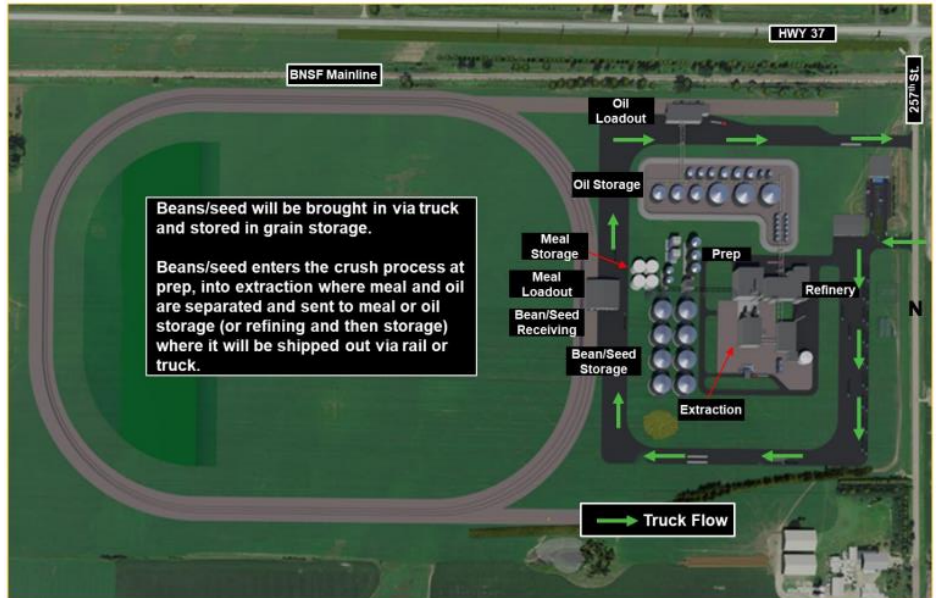 HWY 37
BNSF Mainline
257th St.
Oil
Loadout
Oil Storage
Beans/seed will be brought in via truck
and stored in grain storage.
Beans/seed enters the crush process at
prep, into extraction where meal and oil
are separated and sent to meal or oil
storage (or refining and then storage)
where it will be shipped out via rail or
truck.
Meal
Storage
Prep
Meal
Loadout
Refinery
Bean/Seed
Receiving
N
Bean/Seed
Storage
Extraction
Truck Flow